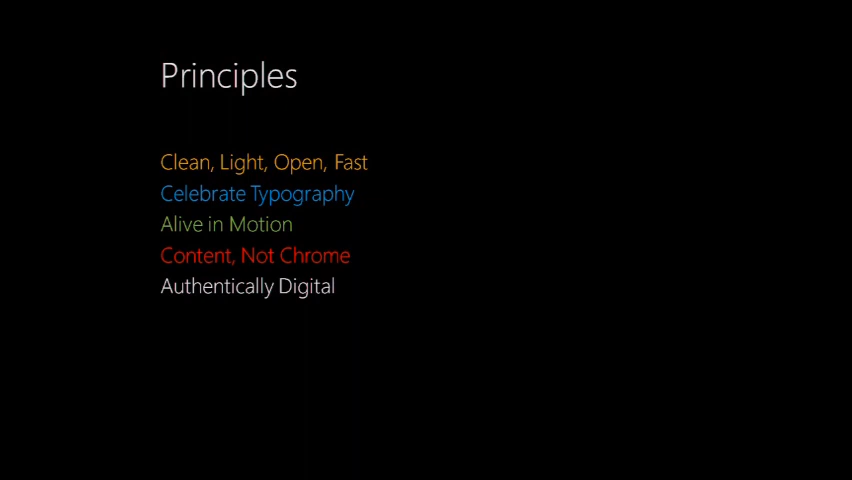 Principles
Clean, Light, Open, Fast
Celebrate Typography
Alive in Motion
Content, Not Chrome
Authentically Digital